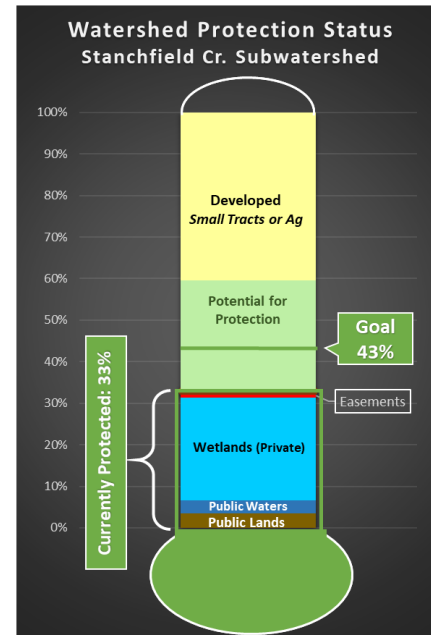 Watershed Protection Status
Stanchfield Cr. Subwatershed
100%
90%
80%
70%
60%
50%
40%
30%
20%
10%
0%
Developed
Small Tracts or Ag
Potential for
Protection
Goal
43%
Easements
Currently Protected: 33%
Wetlands (Private)
Public Waters
Public Lands